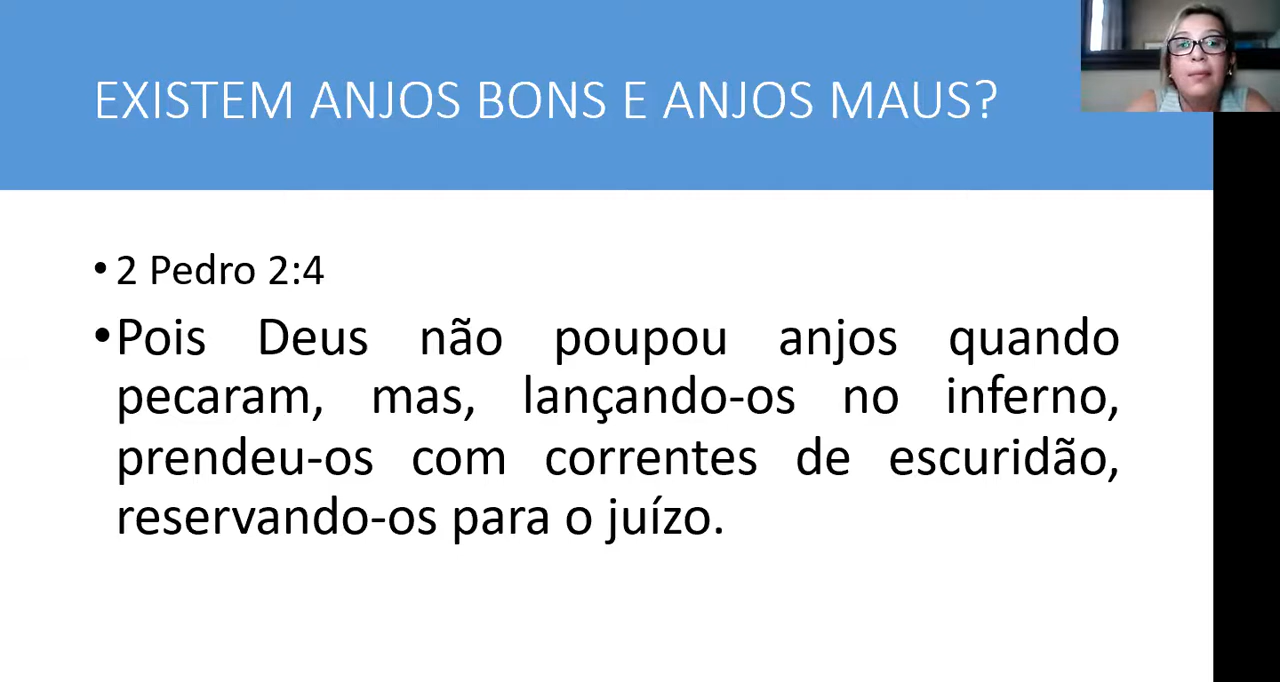 EXISTEM ANJOS BONS E ANJOS MAUS?
• 2 Pedro 2:4
•Pois Deus não poupou anjos quando
pecaram, mas, lançando-os no inferno,
prendeu-os com correntes de escuridão,
reservando-os para o juízo.